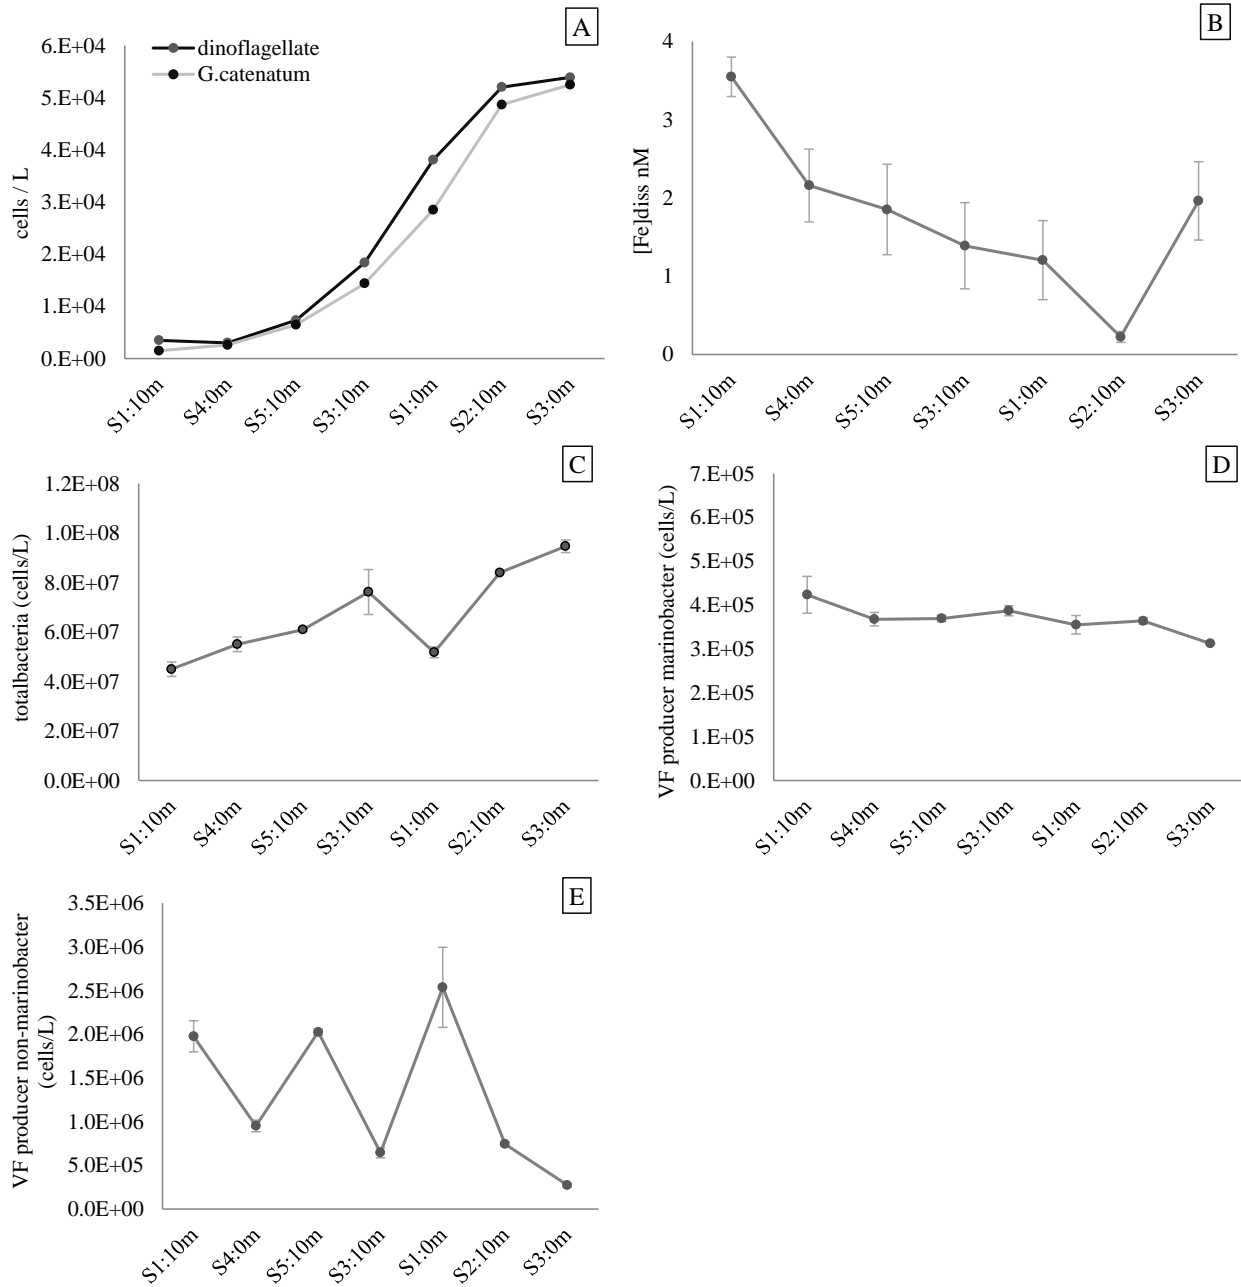 A
dinoflagellate
G.catenatum
6.E+04
5.E+04
4.E+04
3.E+04
2.E+04
1.E+04
0.E+00
cells / L
S1:10m
S4:0m
S5:10m
S3:10m
S1:0m
S2:10m
S3:0m
B
4
3
2
1
0
[Fe]diss nM
S1:10m
S4:0m
S5:10m
S3:10m
S1:0m
S2:10m
S3:0m
C
1.2E+08
1.0E+08
8.0E+07
6.0E+07
4.0E+07
2.0E+07
0.0E+00
totalbacteria (cells/L)
S1:10m
S4:0m
S5:10m
S3:10m
S1:0m
S2:10m
S3:0m
D
7.E+05
6.E+05
5.E+05
4.E+05
3.E+05
2.E+05
1.E+05
0.E+00
VF producer marinobacter (cells/L)
S1:10m
S4:0m
S5:10m
S3:10m
S1:0m
S2:10m
S3:0m
E
3.5E+06
3.0E+06
2.5E+06
2.0E+06
1.5E+06
1.0E+06
5.0E+05
0.0E+00
VF producer non-marinobacter
(cells/L)
S1:10m
S4:0m
S5:10m
S3:10m
S1:0m
S2:10m
S3:0m